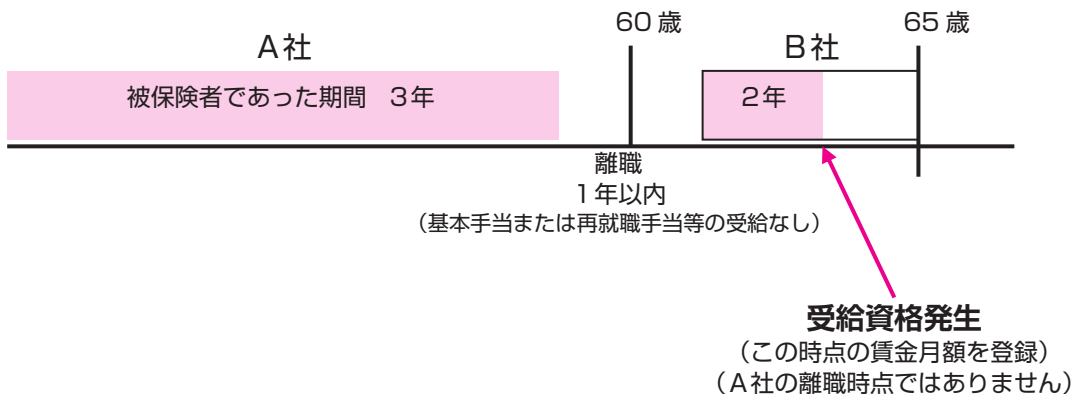 60歳
65歳
A社
B社
被保険者であった期間　3年
2年
離職
1年以内
（基本手当または再就職手当等の受給なし）
受給資格発生
（この時点の賃金月額を登録）
（A社の離職時点ではありません）